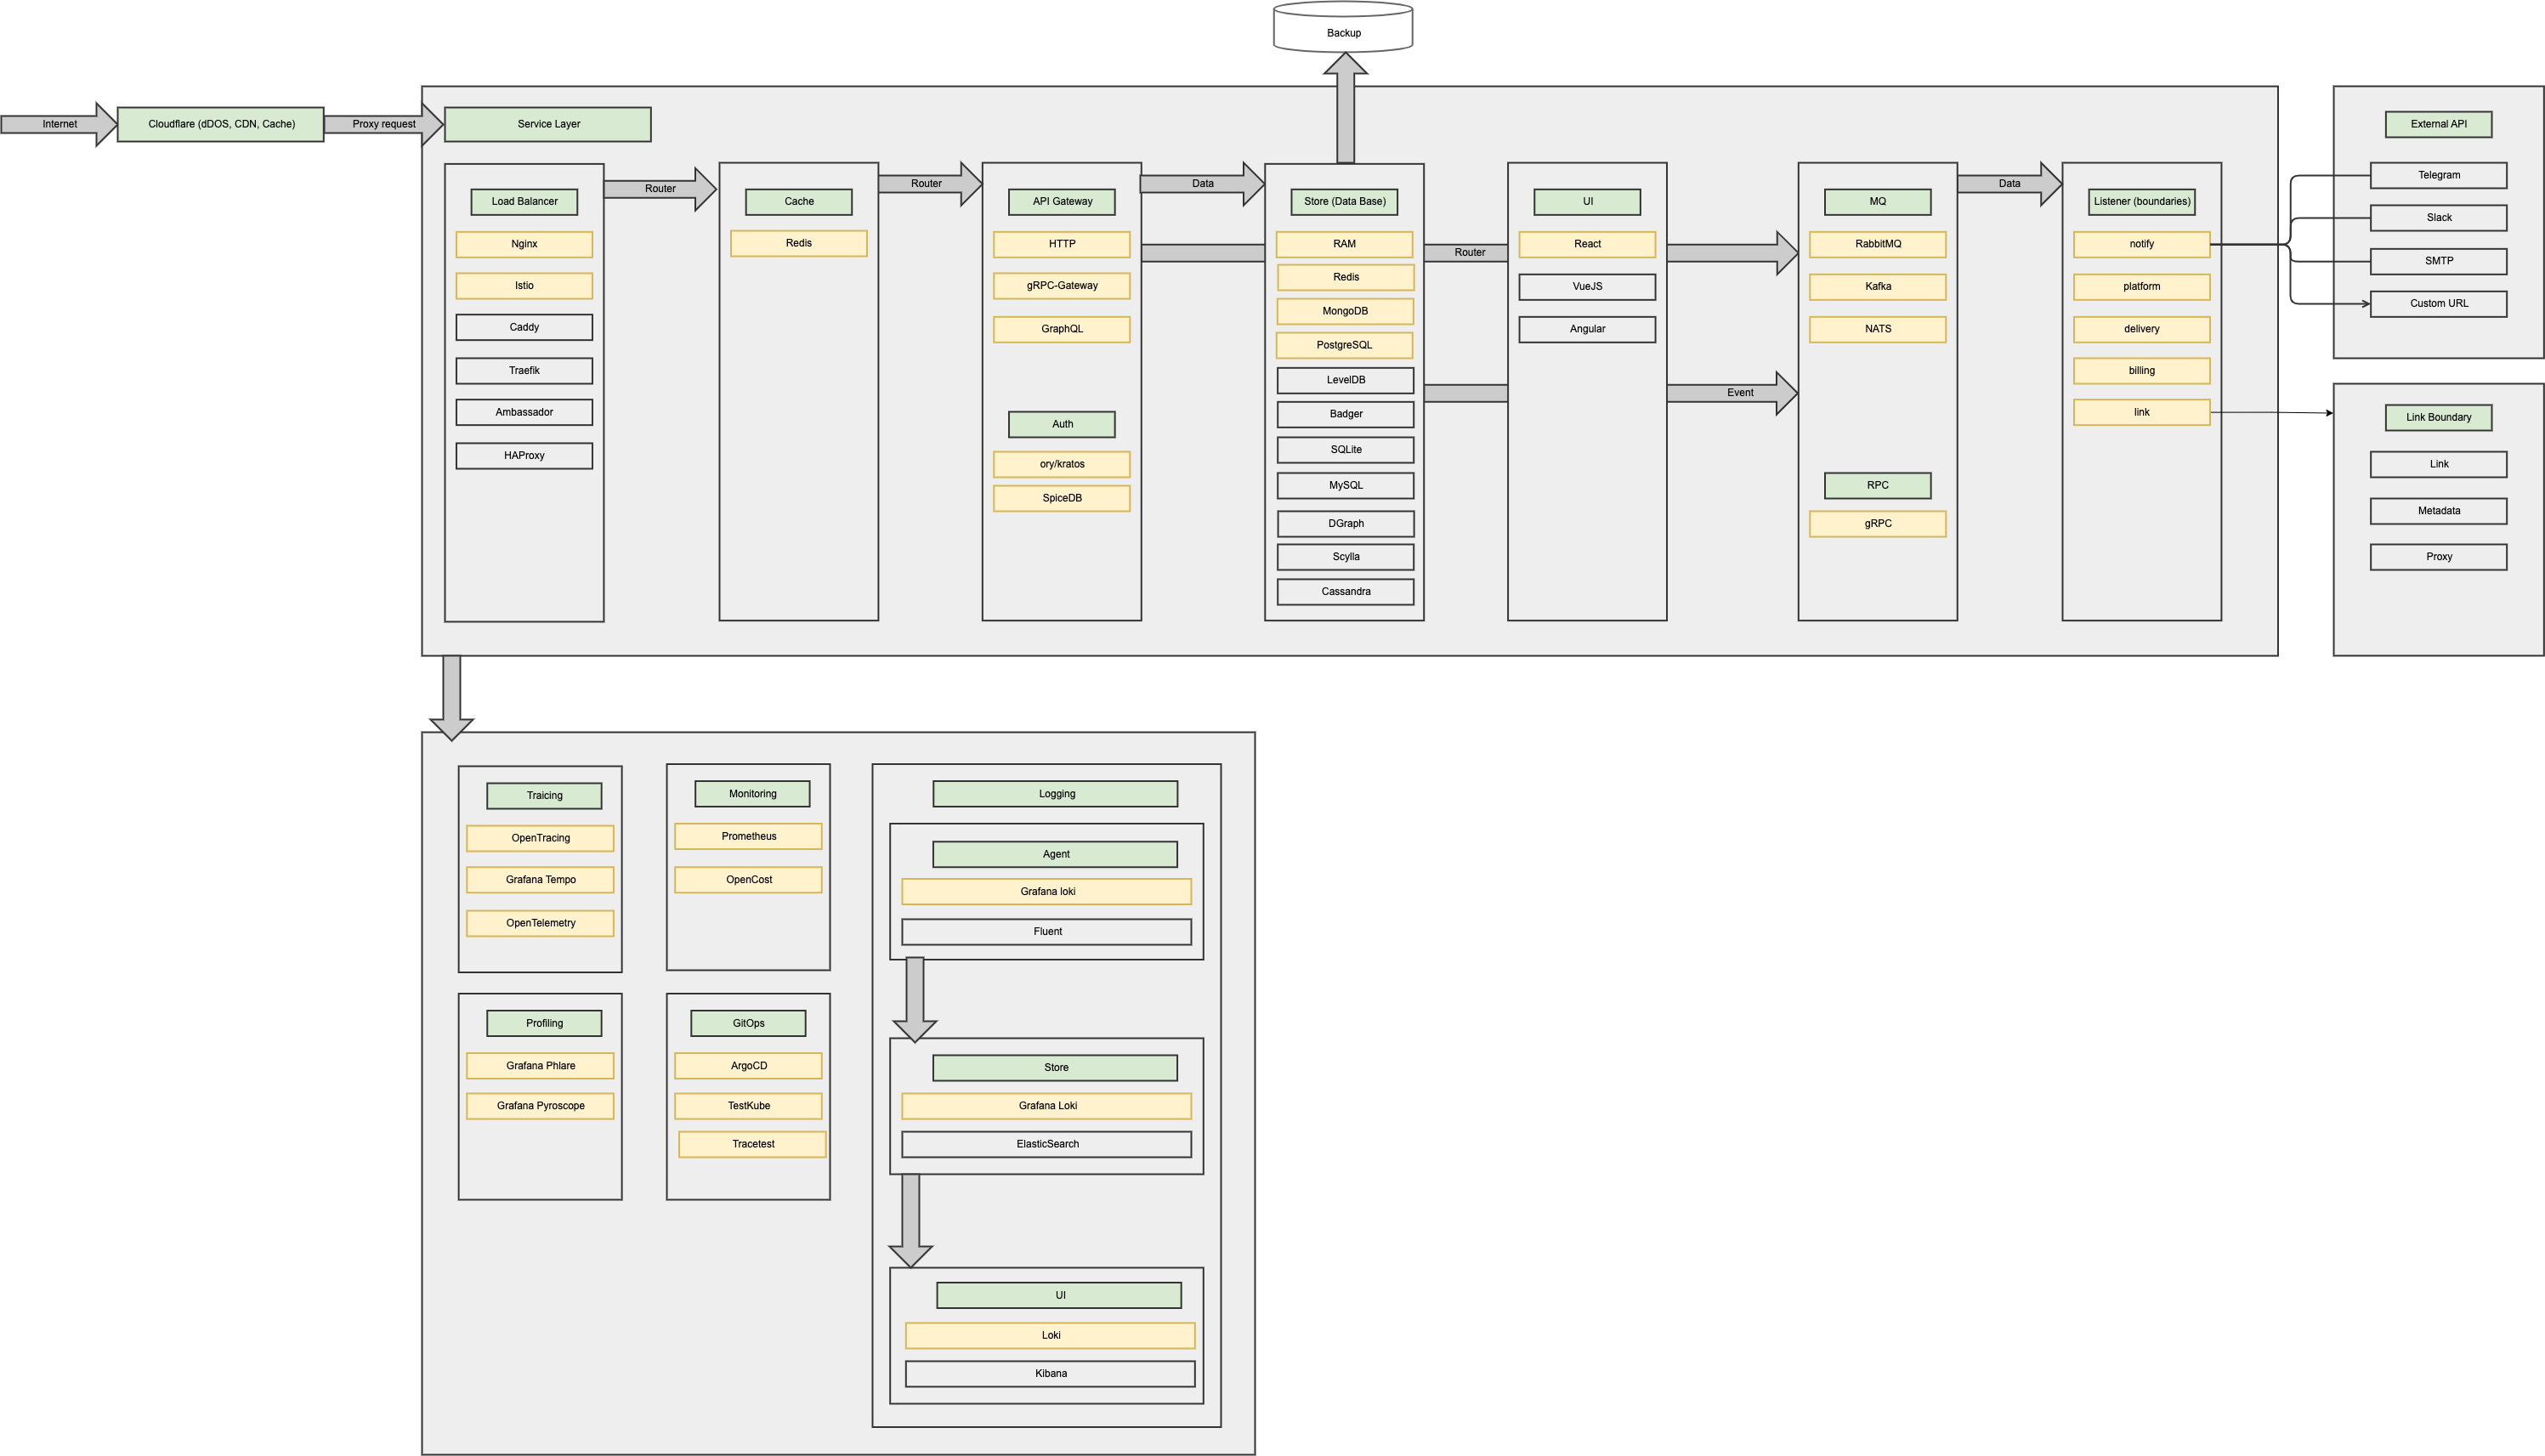 Backup
Internet
Cloudflare (dDOS, CDN, Cache)
Proxy request
Service Layer
Load Balancer
Nginx
Istio
Caddy
Traefik
Ambassador
HAProxy
Router
Cache
Redis
Router
API Gateway
HTTP
gRPC-Gateway
GraphQL
Auth
ory/kratos
SpiceDB
Data
Store (Data Base)
RAM
Redis
MongoDB
PostgreSQL
LevelDB
Badger
SQLite
MySQL
DGraph
Scylla
Cassandra
Router
UI
React
VueJS
Angular
Event
MQ
RabbitMQ
Kafka
NATS
RPC
gRPC
Data
Listener (boundaries)
notify
platform
delivery
billing
link
External API
Telegram
Slack
SMTP
Custom URL
Link Boundary
Link
Metadata
Proxy
Traicing
OpenTracing
Grafana Tempo
OpenTelemetry
Monitoring
Prometheus
OpenCost
Profiling
Grafana Phlare
Grafana Pyroscope
GitOps
ArgoCD
TestKube
Tracetest
Logging
Agent
Grafana loki
Fluent
Store
Grafana Loki
ElasticSearch
UI
Loki
Kibana